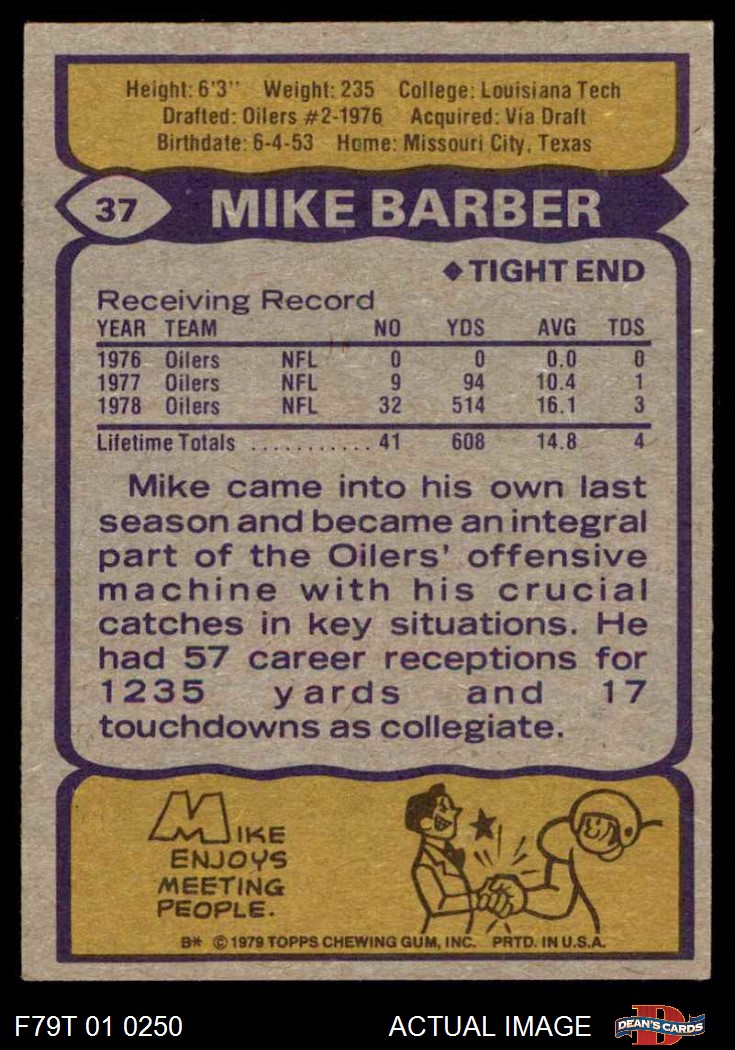 Height: 6'3'' Weight: 235 College: Louisiana Tech
Drafted: Oilers #2-1976 Acquired: Via Draft
Birthdate: 6-4-53 Home: Missouri City, Texas
37 MIKE BARBER
◆TIGHT END
Receiving Record
YEAR TEAM NO YDS AVG TDS
1976 Oilers NFL 0 0 0.0 0
1977 Oilers NFL 9 94 10.4 1
1978 Oilers NFL 32 514 16.1 3
Lifetime Totals ........... 41 608 14.8 4
Mike came into his own last
season and became an integral
part of the Oilers' offensive
machine with his crucial
catches in key situations. He
had 57 career receptions for
1235 yards and 17
touchdowns as collegiate.
MIKE
ENJOYS
MEETING
PEOPLE.
B* © 1979 TOPPS CHEWING GUM, INC. PRTD. IN U.S.A.
F79T 01 0250 ACTUAL IMAGE D DEAN'S CARDS